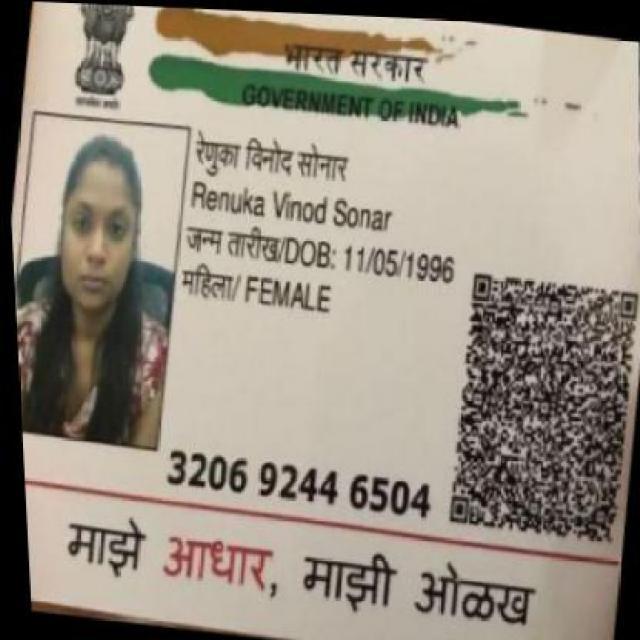 भारत सरकार
GOVERNMENT OF INDIA
रेणुका विनोद सोनार
Renuka Vinod Sonar
जन्म तारीख/DOB: 11/05/1996
महिला/ FEMALE
3206 9244 6504
माझे आधार, माझी ओळख